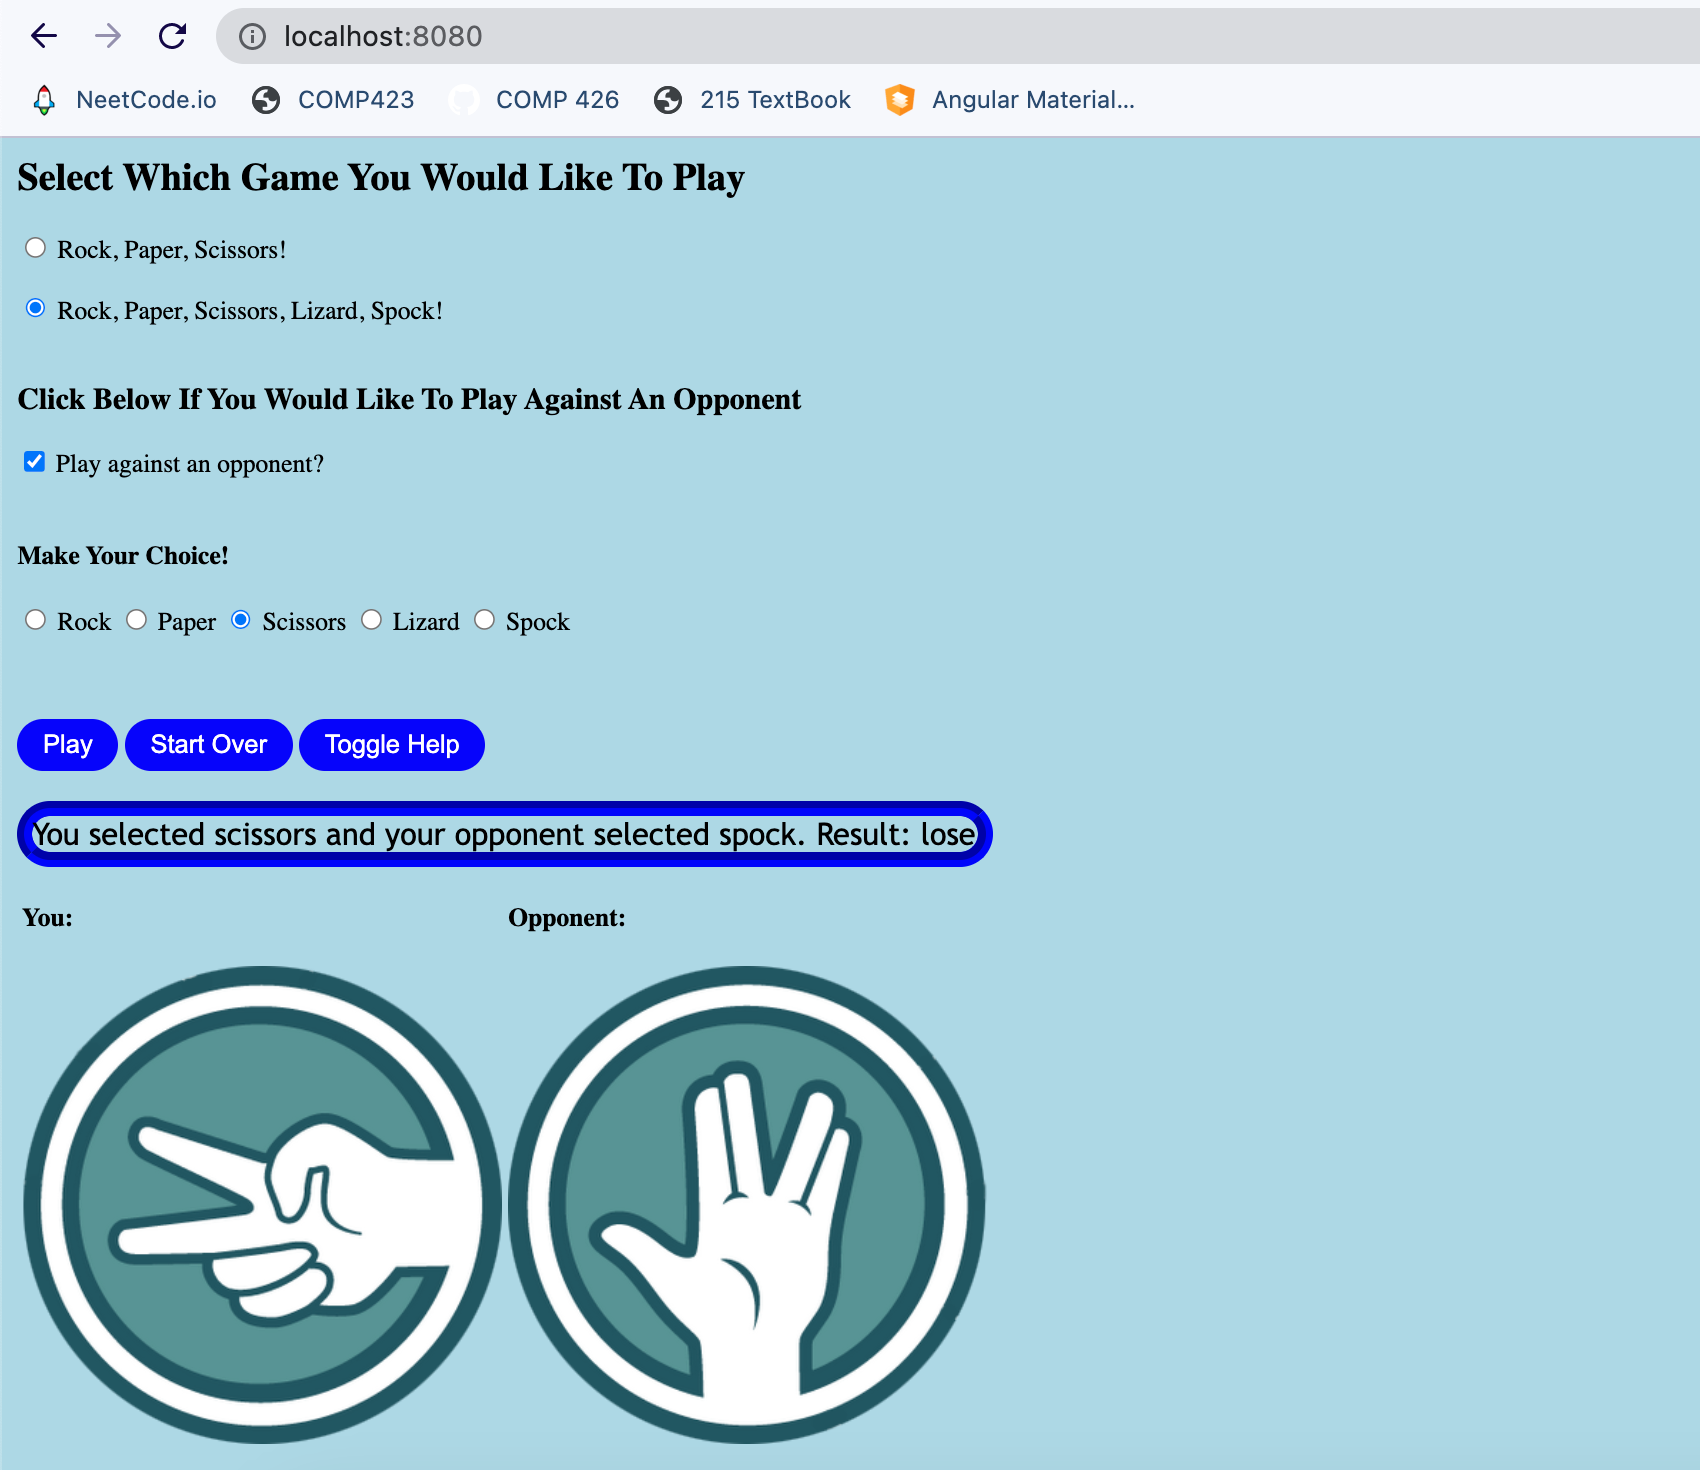 localhost:8080
NeetCode.io COMP423 COMP 426 215 TextBook Angular Material...
Select Which Game You Would Like To Play
Rock, Paper, Scissors!
Rock, Paper, Scissors, Lizard, Spock!
Click Below If You Would Like To Play Against An Opponent
Play against an opponent?
Make Your Choice!
Rock Paper Scissors Lizard Spock
Play Start Over Toggle Help
You selected scissors and your opponent selected spock. Result: lose
You: Opponent: